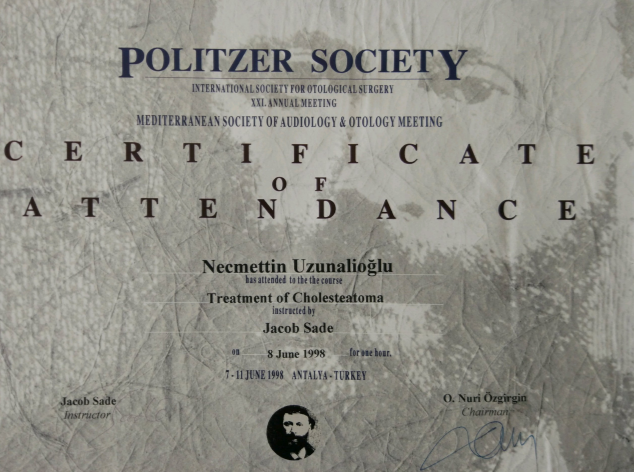 POLITZER SOCIETY
INTERNATIONAL SOCIETY FOR OTOLOGICAL SURGERY
XXI. ANNUAL MEETING
MEDITERRANEAN SOCIETY OF AUDIOLOGY & OTOLOGY MEETING
CERTIFICATE
OF
ATTENDANCE
Necmettin Uzunalioğlu
has attended to the the course
Treatment of Cholesteatoma
instructed by
Jacob Sade
on 8 June 1998 for one hour.
7 - 11 JUNE 1998 ANTALYA - TURKEY
Jacob Sade
Instructor
O. Nuri Özgirgin
Chairman